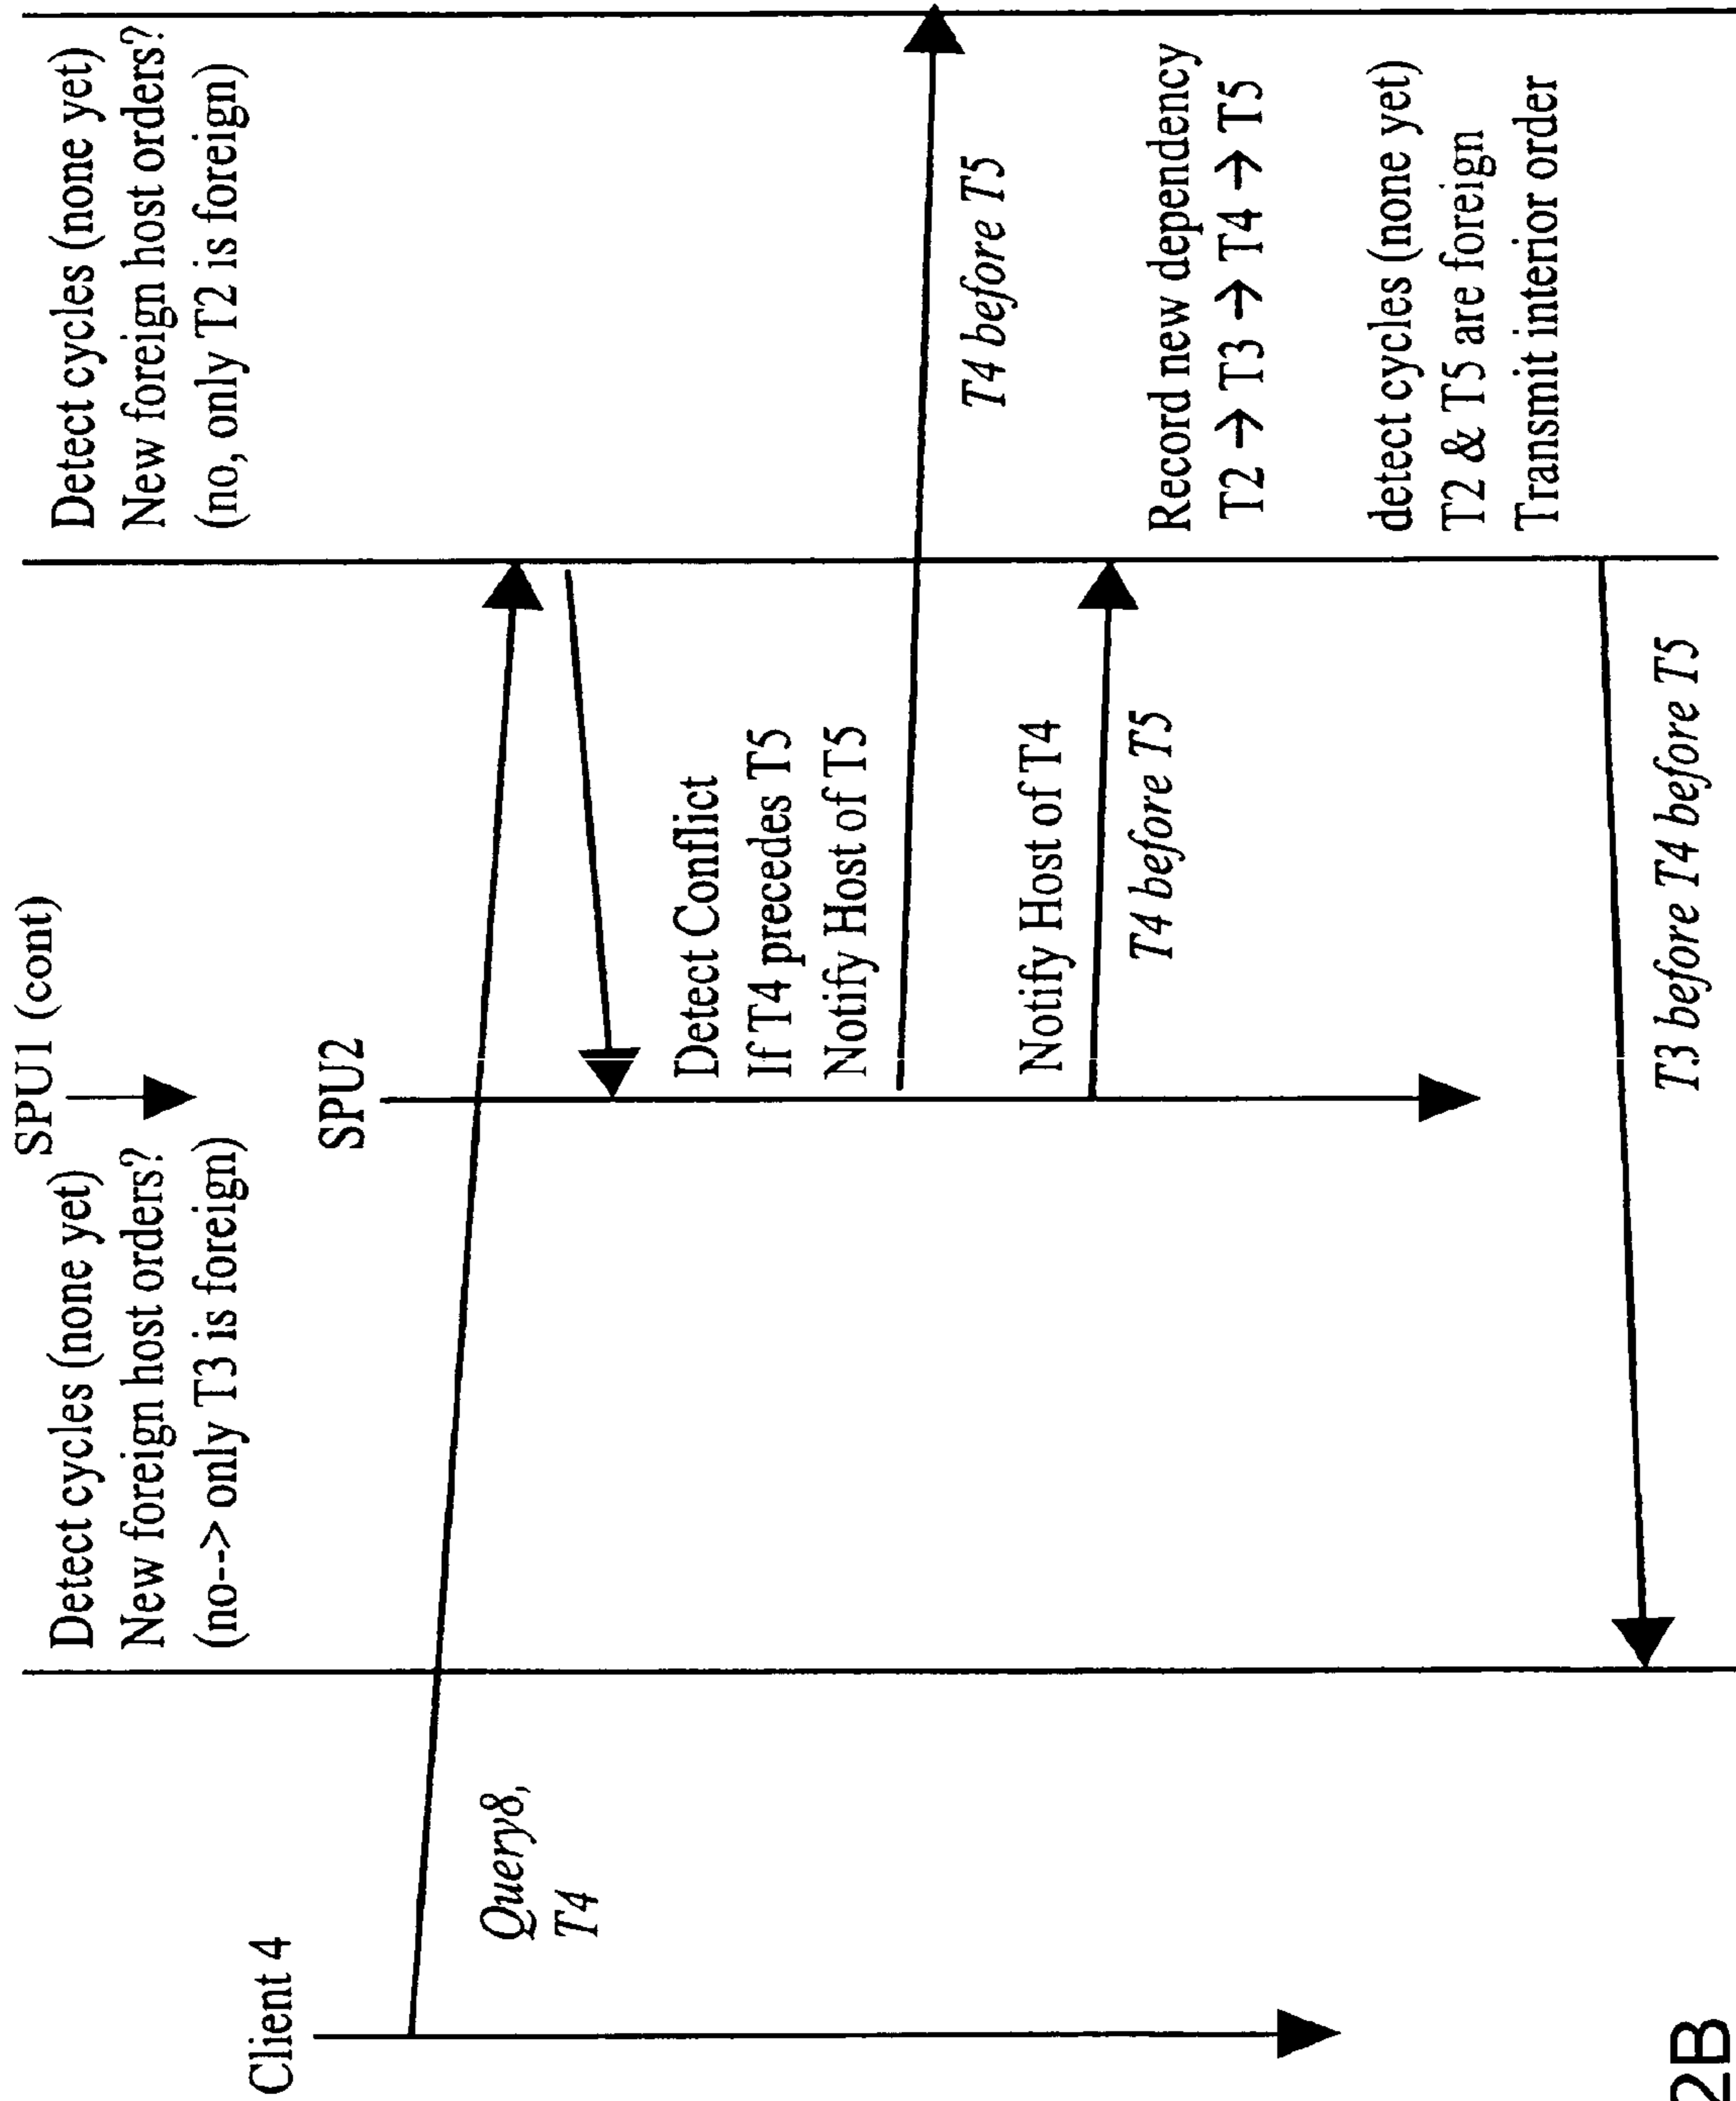 SPU1 (cont)
Detect cycles (none yet)
New foreign host orders?
(no--> only T3 is foreign)
Detect cycles (none yet)
New foreign host orders?
(no, only T2 is foreign)
Client 4
SPU2
Query8,
T4
Detect Conflict
If T4 precedes T5
Notify Host of T5
T4 before T5
Notify Host of T4
T4 before T5
Record new dependency
T2 → T3 → T4 → T5
detect cycles (none yet)
T2 & T5 are foreign
Transmit interior order
T3 before T4 before T5
2B